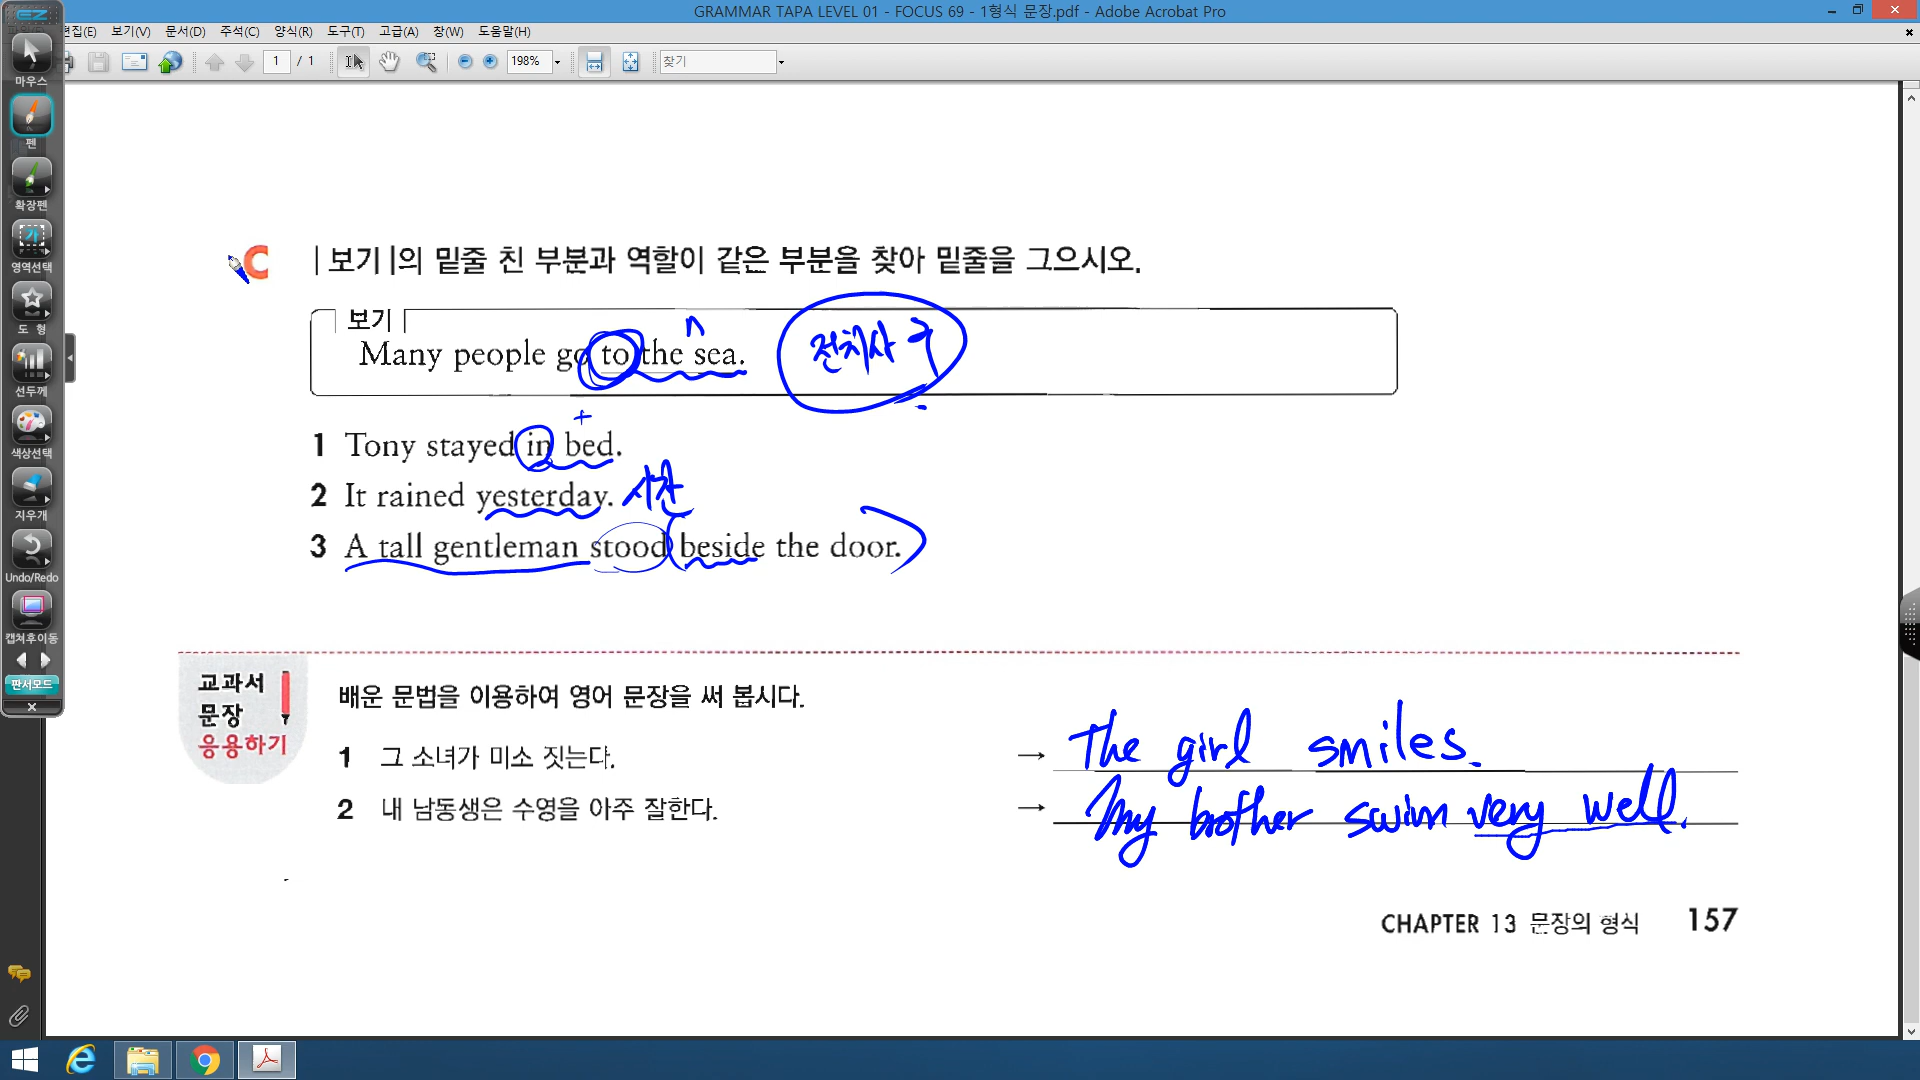 GRAMMAR TAPA LEVEL 01 - FOCUS 69 - 1형식 문장.pdf - Adobe Acrobat Pro
편집(E) 보기(V) 문서(D) 주석(C) 양식(R) 도구(T) 고급(A) 창(W) 도움말(H)
1 / 1 198% 찾기
EZ
마우스
펜
확장펜
가
영역선택
도 형
선두께
색상선택
지우개
Undo/Redo
캡쳐후이동
판서모드
C |보기|의 밑줄 친 부분과 역할이 같은 부분을 찾아 밑줄을 그으시오.
보기
Many people go to the sea. 전치사 구
1 Tony stayed in bed.
2 It rained yesterday. 시간
3 A tall gentleman stood beside the door.
교과서
문장
응용하기
배운 문법을 이용하여 영어 문장을 써 봅시다.
1 그 소녀가 미소 짓는다. → The girl smiles.
2 내 남동생은 수영을 아주 잘한다. → My brother swim very well.
CHAPTER 13 문장의 형식 157